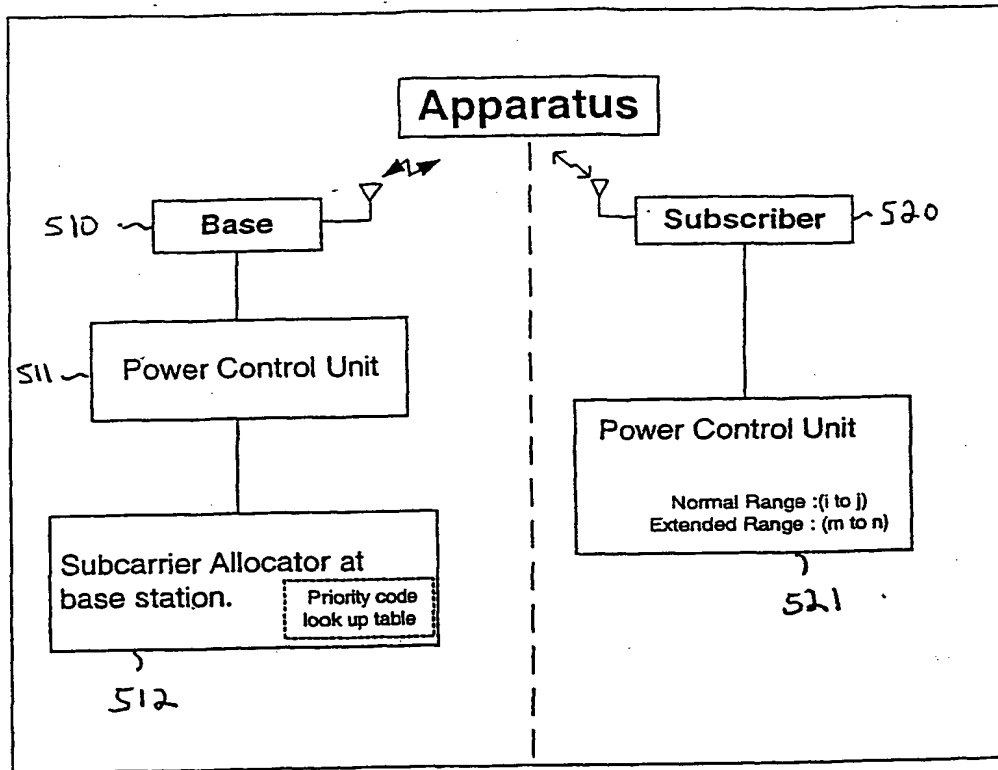 Apparatus
510
Base
Subscriber
520
511
Power Control Unit
Power Control Unit
Normal Range :(i to j)
Extended Range : (m to n)
521
Subcarrier Allocator at
base station.
Priority code
look up table
512